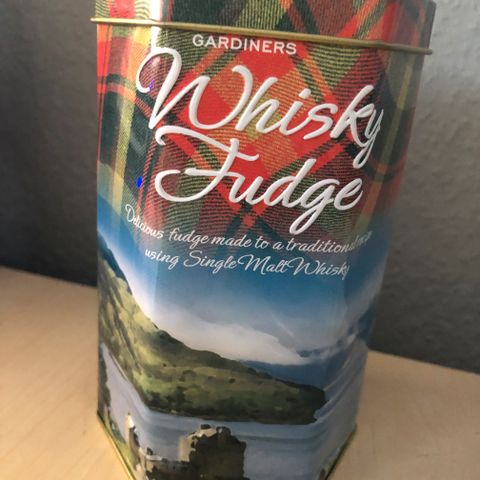 GARDINERS
Whisky
Fudge
Delicious fudge made to a traditional
using Single Malt Whisky